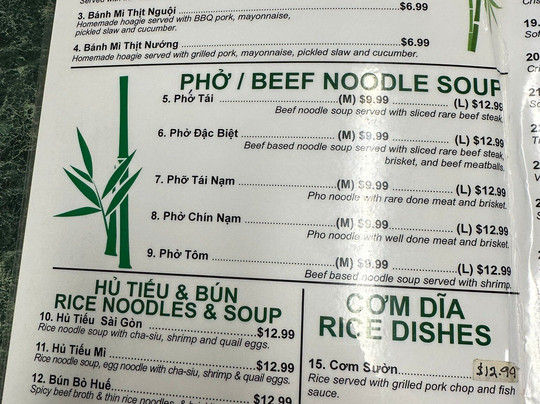 3. Bánh Mì Thịt Nguội $6.99
Homemade hoagie served with BBQ pork, mayonnaise,
pickled slaw and cucumber.
4. Bánh Mì Thịt Nướng $6.99
Homemade hoagie served with grilled pork, mayonnaise, pickled slaw and cucumber.
PHỞ / BEEF NOODLE SOUP
5. Phở Tái (M) $9.99 (L) $12.99
Beef noodle soup served with sliced rare beef steak
6. Phở Đặc Biệt (M) $9.99 (L) $12.99
Beef based noodle soup served with sliced rare beef steak,
brisket, and beef meatballs.
7. Phỡ Tái Nạm (M) $9.99 (L) $12.99
Pho noodle with rare done meat and brisket.
8. Phở Chín Nạm (M) $9.99 (L) $12.99
Pho noodle with well done meat and brisket.
9. Phở Tôm (M) $9.99 (L) $12.99
Beef based noodle soup served with shrimp.
HỦ TIẾU & BÚN
RICE NOODLES & SOUP
10. Hủ Tiếu Sài Gòn $12.99
Rice noodle soup with cha-siu, shrimp and quail eggs.
11. Hủ Tiếu Mì $12.99
Rice noodle soup, egg noodle with cha-siu, shrimp & quail eggs.
12. Bún Bò Huế $12.99
Spicy beef broth & thin rice noodles,
CƠM DĨA
RICE DISHES
15. Cơm Sườn $12.99
Rice served with grilled pork chop and fish
sauce.
19.
20
21
22
23
24
25